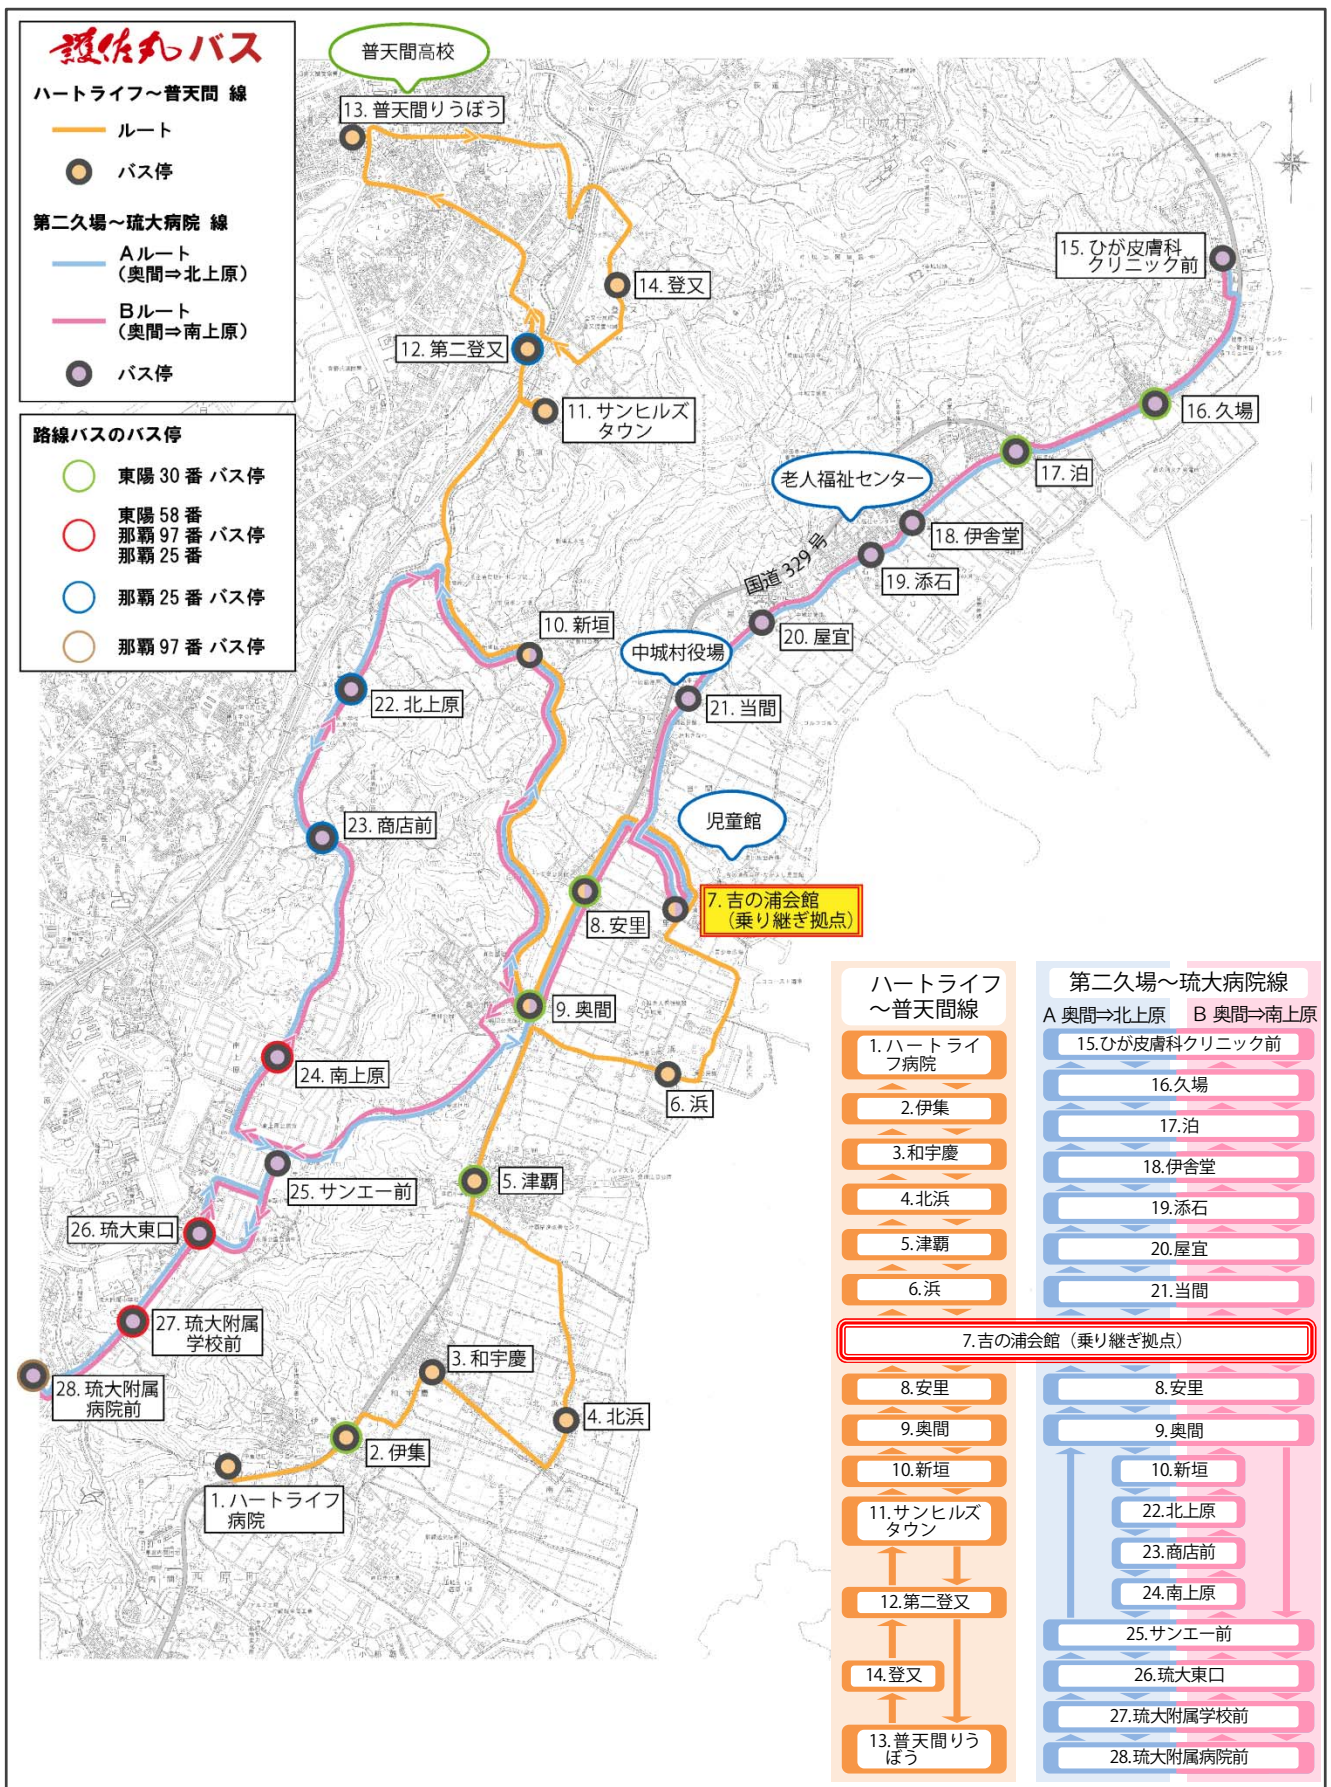 護佐丸バス
ハートライフ～普天間 線
ルート
バス停
第二久場～琉大病院 線
Aルート
(奥間⇒北上原)
Bルート
(奥間⇒南上原)
バス停
路線バスのバス停
東陽 30 番 バス停
東陽 58 番
那覇 97 番 バス停
那覇 25 番
那覇 25 番 バス停
那覇 97 番 バス停
普天間高校
13. 普天間りうぼう
14. 登又
12. 第二登又
11. サンヒルズ
タウン
15. ひが皮膚科
クリニック前
16. 久場
17. 泊
老人福祉センター
18. 伊舎堂
19. 添石
国道 329 号
20. 屋宜
10. 新垣
中城村役場
21. 当間
22. 北上原
23. 商店前
児童館
7. 吉の浦会館
(乗り継ぎ拠点)
8. 安里
9. 奥間
24. 南上原
6. 浜
25. サンエー前
5. 津覇
26. 琉大東口
27. 琉大附属
学校前
28. 琉大附属
病院前
3. 和宇慶
4. 北浜
2. 伊集
1. ハートライフ
病院
ハートライフ
～普天間線
1. ハートライ
フ病院
2.伊集
3.和宇慶
4.北浜
5.津覇
6.浜
第二久場～琉大病院線
A 奥間⇒北上原
B 奥間⇒南上原
15.ひが皮膚科クリニック前
16.久場
17.泊
18.伊舎堂
19.添石
20.屋宜
21.当間
7.吉の浦会館（乗り継ぎ拠点）
8.安里
9.奥間
10.新垣
11.サンヒルズ
タウン
12.第二登又
14.登又
13.普天間りう
ぼう
8.安里
9.奥間
10.新垣
22.北上原
23.商店前
24.南上原
25.サンエー前
26.琉大東口
27.琉大附属学校前
28.琉大附属病院前